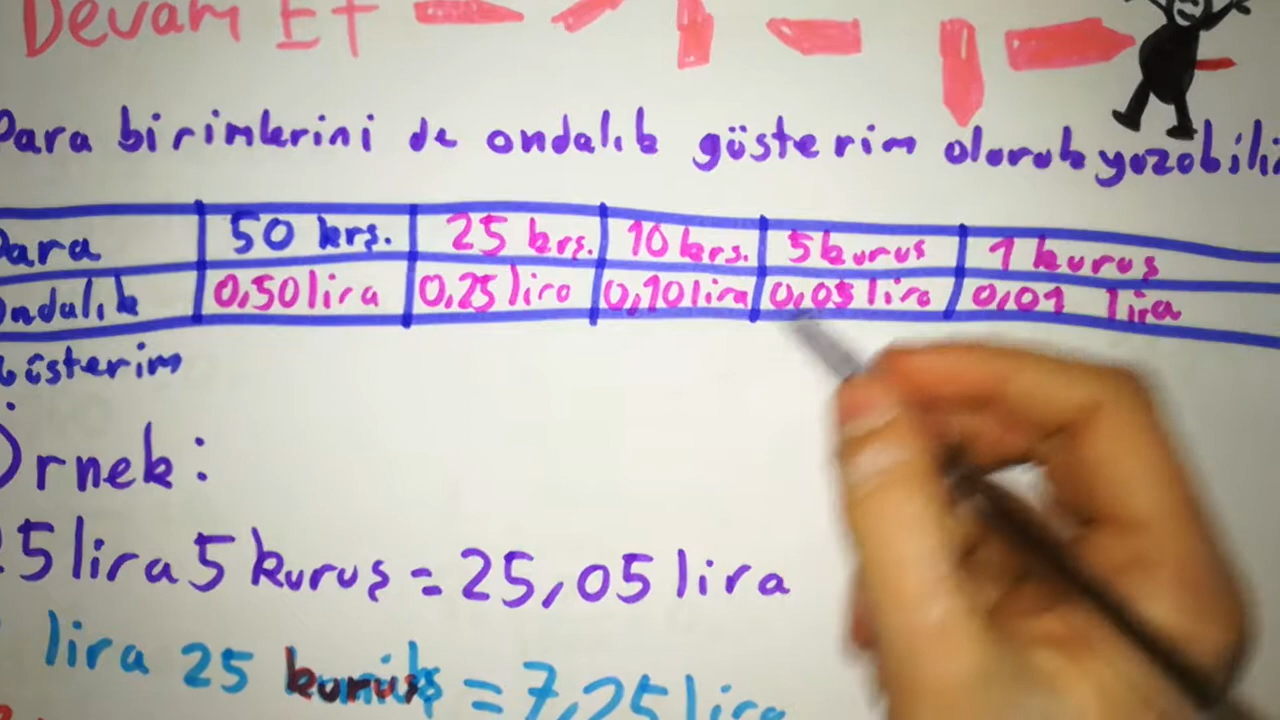 Devam Et
Para birimlerini de ondalık gösterim olarak yazabili
Para 50 krş. 25 krş. 10 krş. 5 kuruş 1 kuruş
Ondalık 0,50 lira 0,25 lira 0,10 lira 0,05 lira 0,01 lira
Gösterim
Örnek:
5 lira 5 kuruş = 25,05 lira
lira 25 kuruş = 7,25 lira